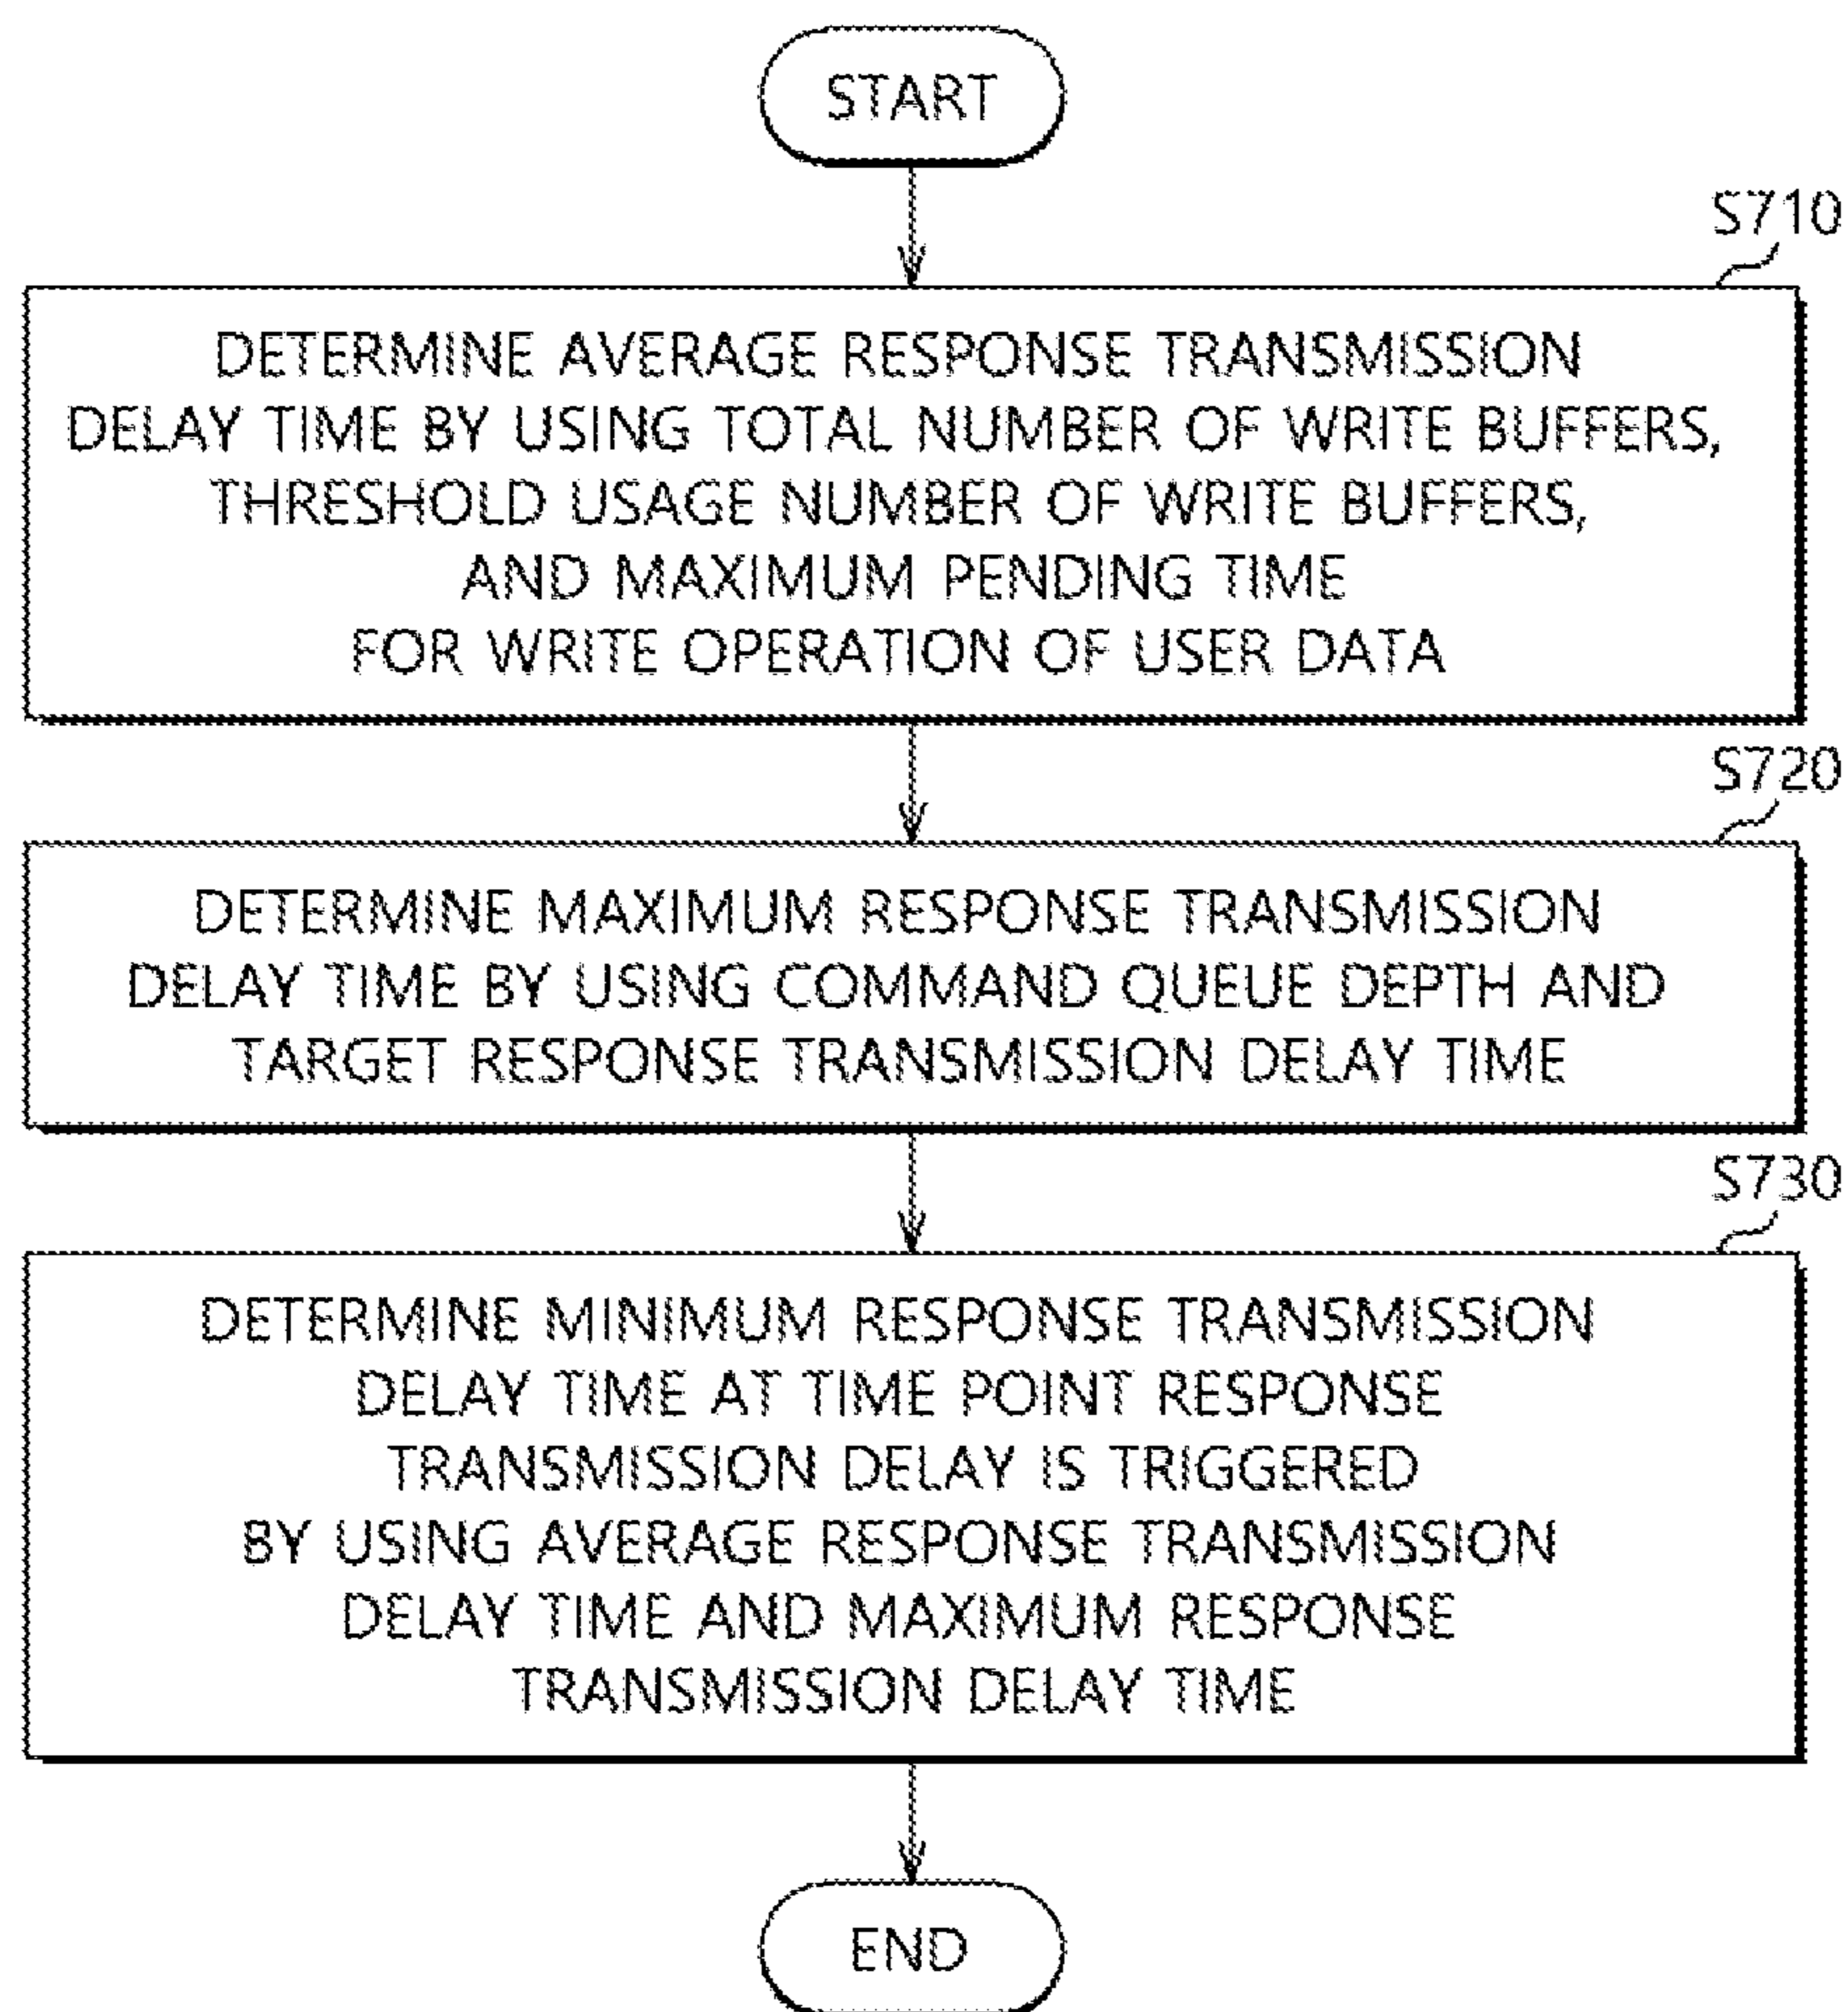 START
S710
DETERMINE AVERAGE RESPONSE TRANSMISSION
DELAY TIME BY USING TOTAL NUMBER OF WRITE BUFFERS,
THRESHOLD USAGE NUMBER OF WRITE BUFFERS,
AND MAXIMUM PENDING TIME
FOR WRITE OPERATION OF USER DATA
S720
DETERMINE MAXIMUM RESPONSE TRANSMISSION
DELAY TIME BY USING COMMAND QUEUE DEPTH AND
TARGET RESPONSE TRANSMISSION DELAY TIME
S730
DETERMINE MINIMUM RESPONSE TRANSMISSION
DELAY TIME AT TIME POINT RESPONSE
TRANSMISSION DELAY IS TRIGGERED
BY USING AVERAGE RESPONSE TRANSMISSION
DELAY TIME AND MAXIMUM RESPONSE
TRANSMISSION DELAY TIME
END